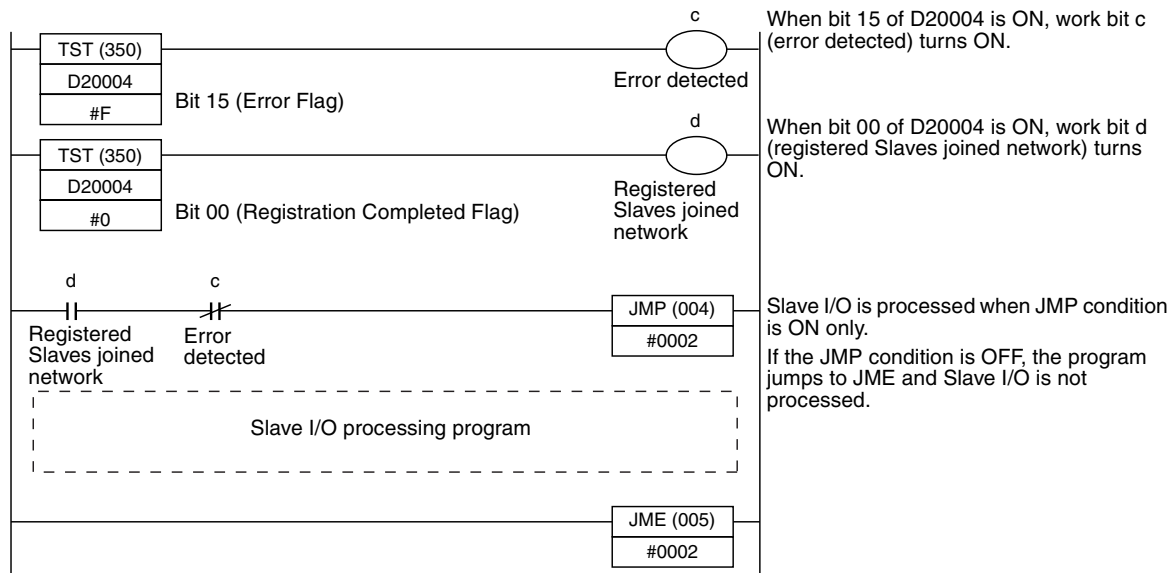 c
TST (350)
D20004
#F
Bit 15 (Error Flag)
Error detected
When bit 15 of D20004 is ON, work bit c
(error detected) turns ON.
d
TST (350)
D20004
#0
Bit 00 (Registration Completed Flag)
Registered
Slaves joined
network
When bit 00 of D20004 is ON, work bit d
(registered Slaves joined network) turns
ON.
d
Registered
Slaves joined
network
c
Error
detected
JMP (004)
#0002
Slave I/O is processed when JMP condition
is ON only.
If the JMP condition is OFF, the program
jumps to JME and Slave I/O is not
processed.
Slave I/O processing program
JME (005)
#0002